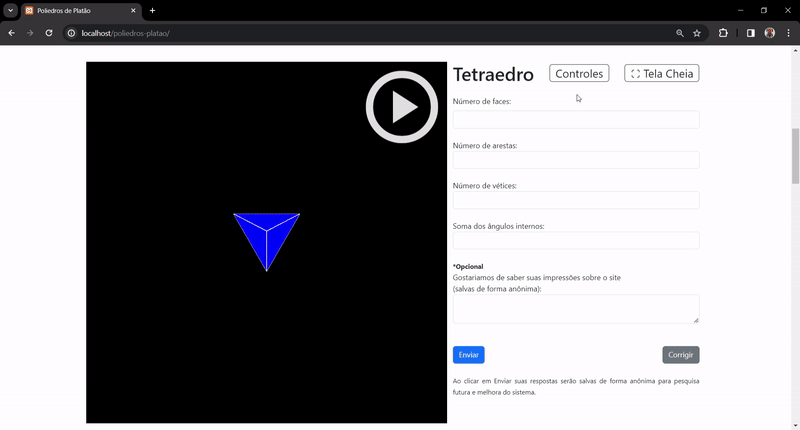 Poliedros de Platão
localhost/poliedros-platao/
Tetraedro
Controles
Tela Cheia
Número de faces:
Número de arestas:
Número de vétices:
Soma dos ângulos internos:
*Opcional
Gostariamos de saber suas impressões sobre o site
(salvas de forma anônima):
Enviar
Corrigir
Ao clicar em Enviar suas respostas serão salvas de forma anônima para pesquisa
futura e melhora do sistema.